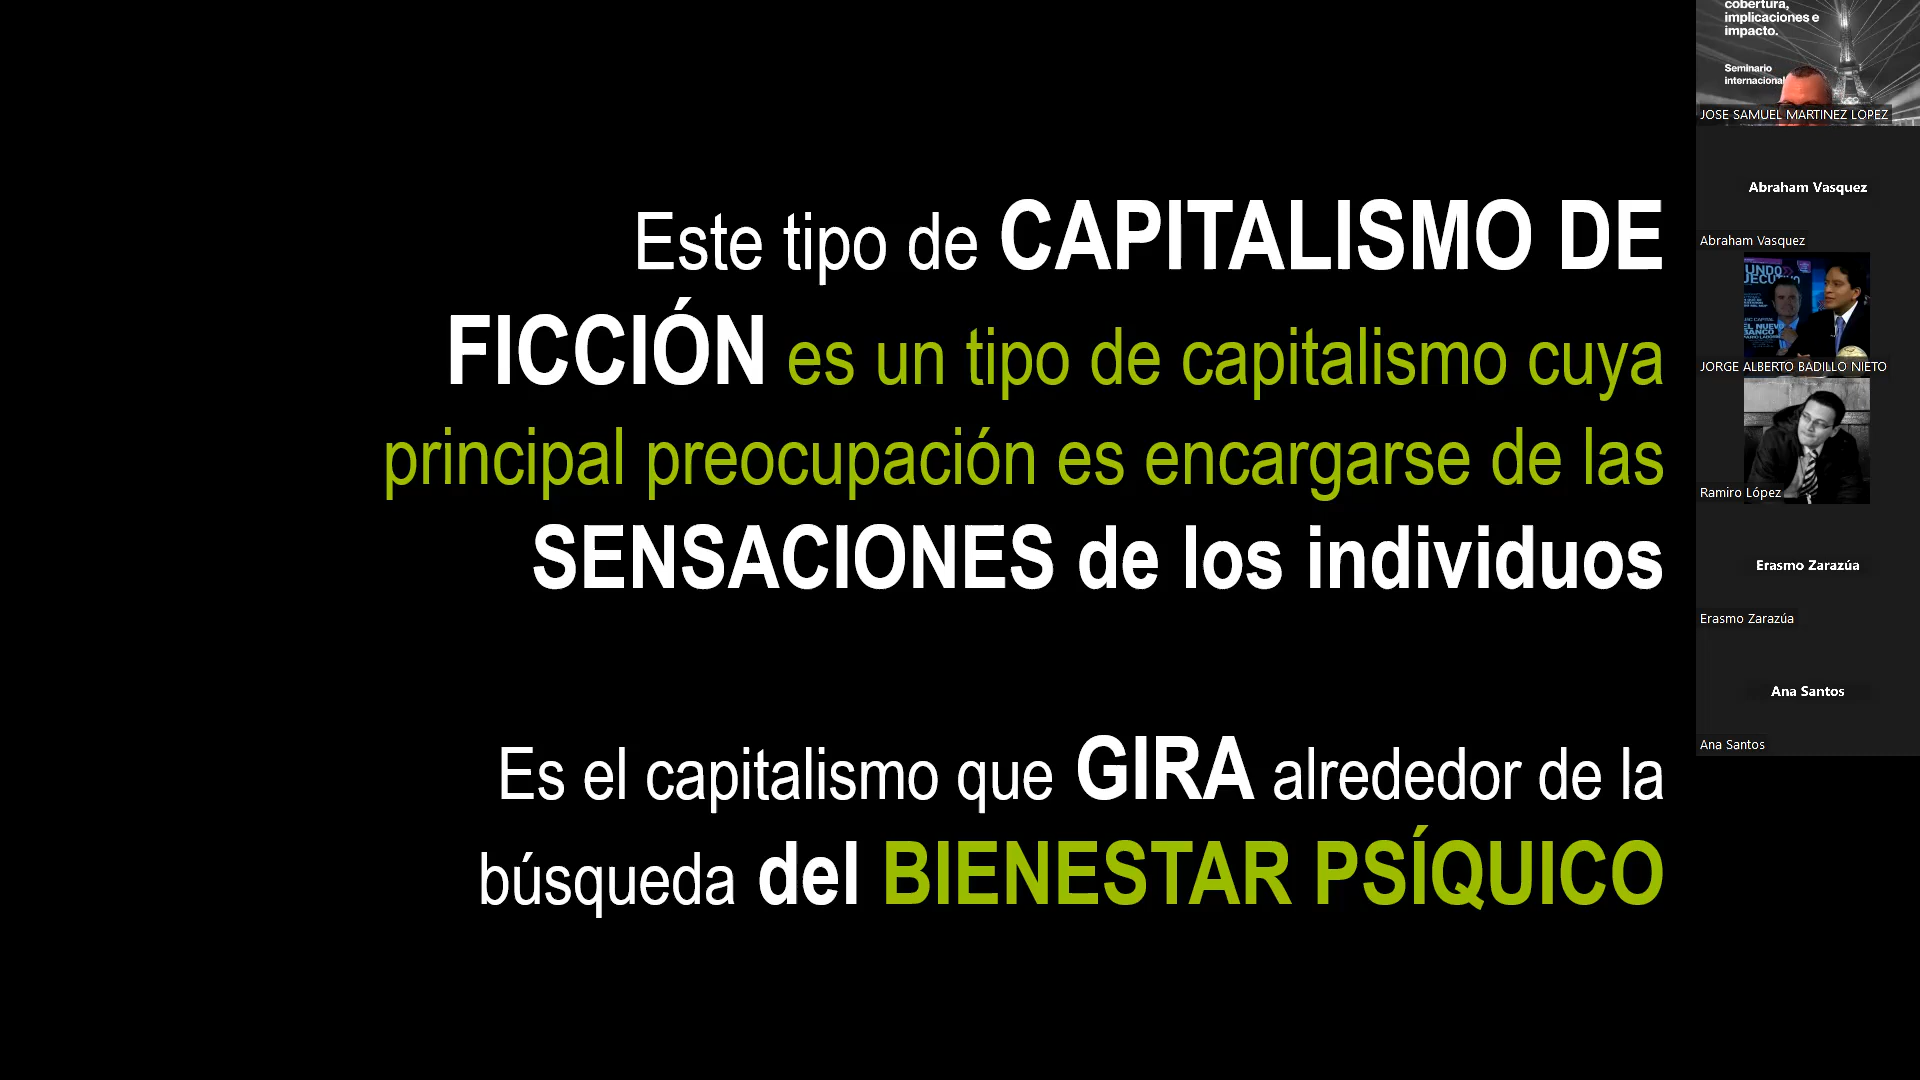 Este tipo de CAPITALISMO DE
FICCIÓN es un tipo de capitalismo cuya
principal preocupación es encargarse de las
SENSACIONES de los individuos
Es el capitalismo que GIRA alrededor de la
búsqueda del BIENESTAR PSÍQUICO
cobertura,
implicaciones e
impacto.
Seminario
internacional
JOSE SAMUEL MARTINEZ LOPEZ
Abraham Vasquez
Abraham Vasquez
JORGE ALBERTO BADILLO NIETO
Ramiro López
Erasmo Zarazúa
Erasmo Zarazúa
Ana Santos
Ana Santos